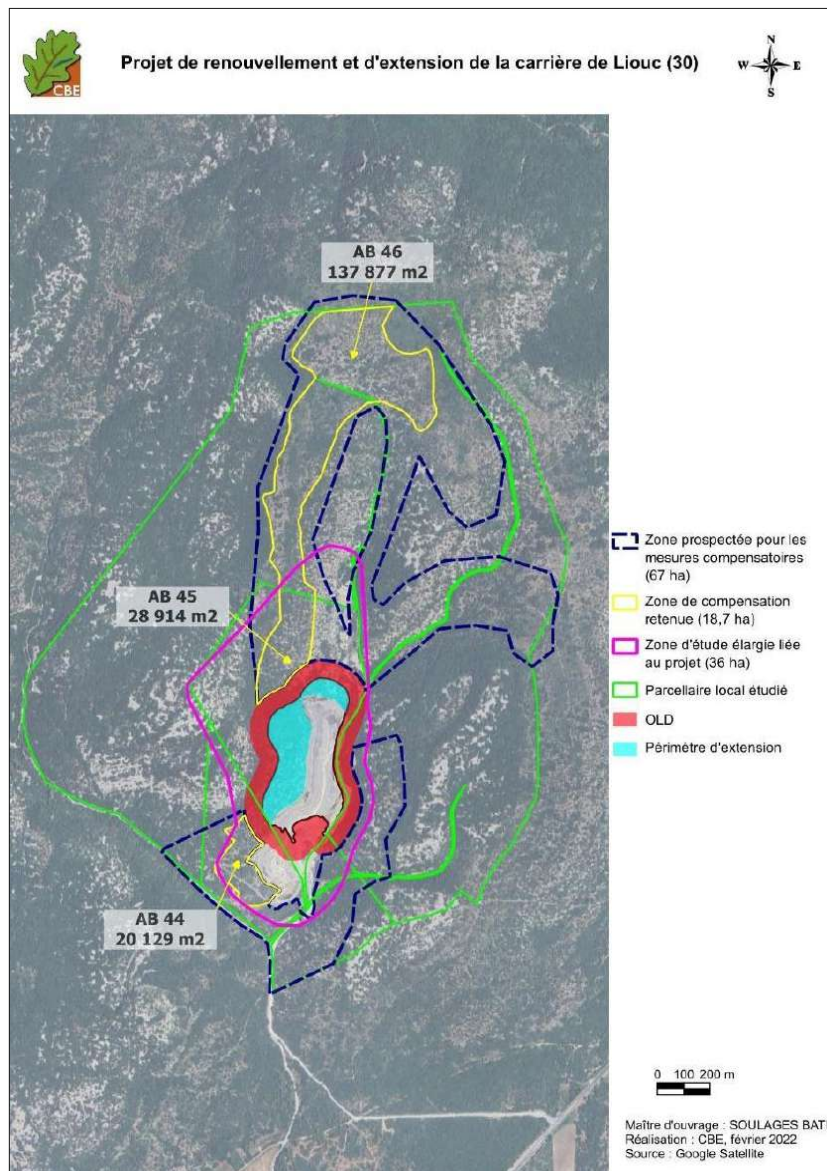 CBE
Projet de renouvellement et d'extension de la carrière de Liouc (30)
N
W E
S
AB 46
137 877 m2
AB 45
28 914 m2
AB 44
20 129 m2
Zone prospectée pour les
mesures compensatoires
(67 ha)
Zone de compensation
retenue (18,7 ha)
Zone d'étude élargie liée
au projet (36 ha)
Parcellaire local étudié
OLD
Périmètre d'extension
0 100 200 m
Maître d'ouvrage : SOULAGES BATI
Réalisation : CBE, février 2022
Source : Google Satellite